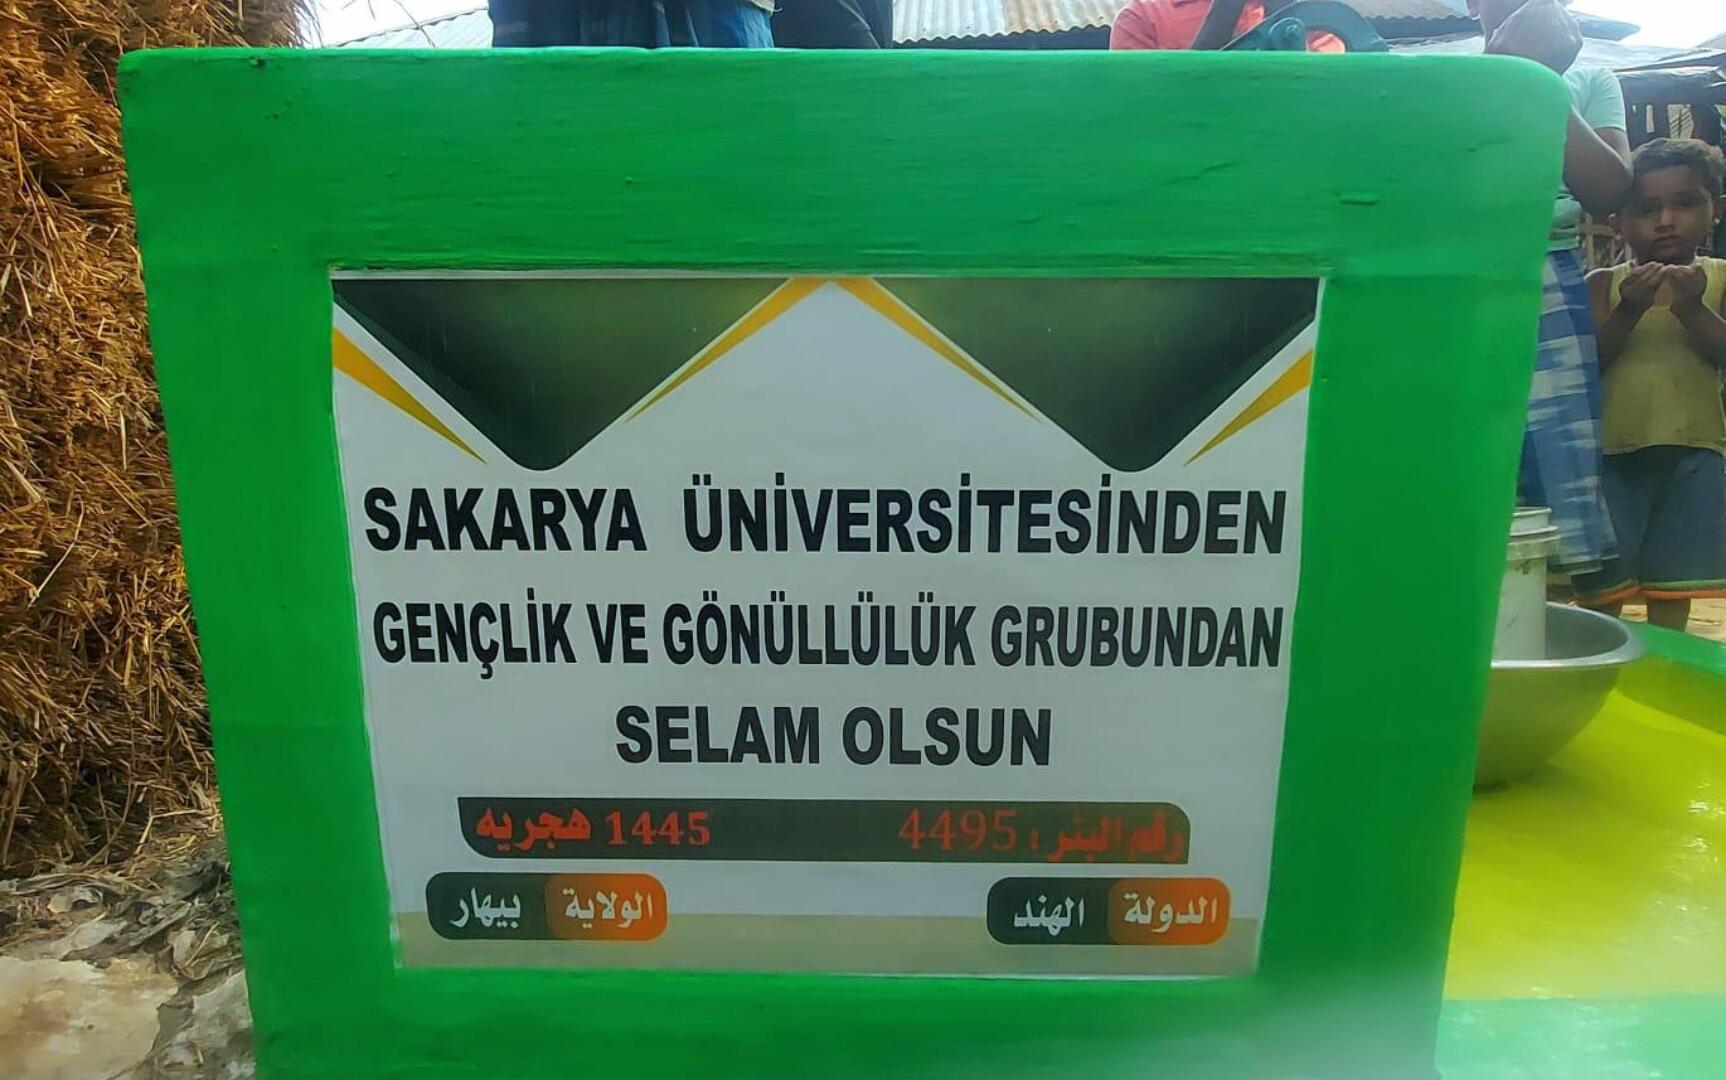 SAKARYA ÜNİVERSİTESİNDEN
GENÇLİK VE GÖNÜLLÜLÜK GRUBUNDAN
SELAM OLSUN
رقم البئر : 4495 1445 هجريه
الدولة الهند الولاية بيهار